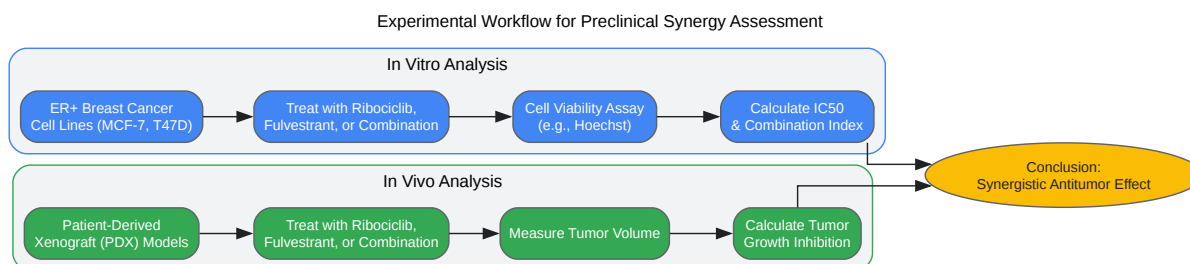 Experimental Workflow for Preclinical Synergy Assessment
In Vitro Analysis
ER+ Breast Cancer
Cell Lines (MCF-7, T47D)
Treat with Ribociclib,
Fulvestrant, or Combination
Cell Viability Assay
(e.g., Hoechst)
Calculate IC50
& Combination Index
In Vivo Analysis
Patient-Derived
Xenograft (PDX) Models
Treat with Ribociclib,
Fulvestrant, or Combination
Measure Tumor Volume
Calculate Tumor
Growth Inhibition
Conclusion:
Synergistic Antitumor Effect